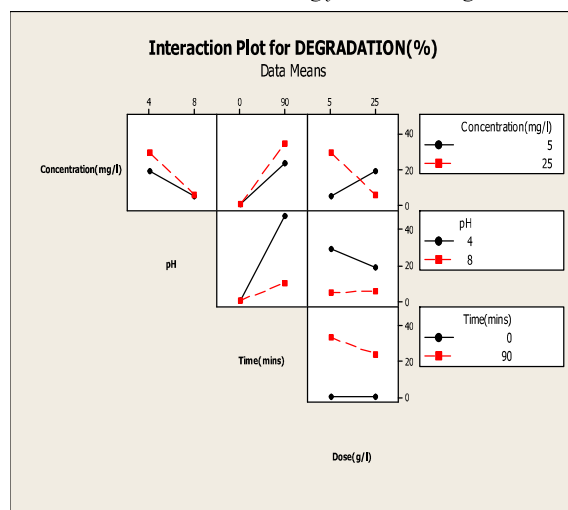 Interaction Plot for DEGRADATION(%)
Data Means
4 8 0 90 5 25
Concentration(mg/l)
40
20
0
Concentration(mg/l)
5
25
pH
40
20
0
pH
4
8
Time(mins)
40
20
0
Time(mins)
0
90
Dose(g/l)